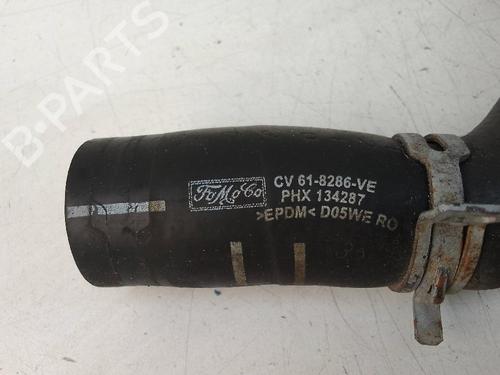 B-PARTS
FoMoCo
CV 61-8286-VE
PHX 134287
>EPDM< D05WE RO